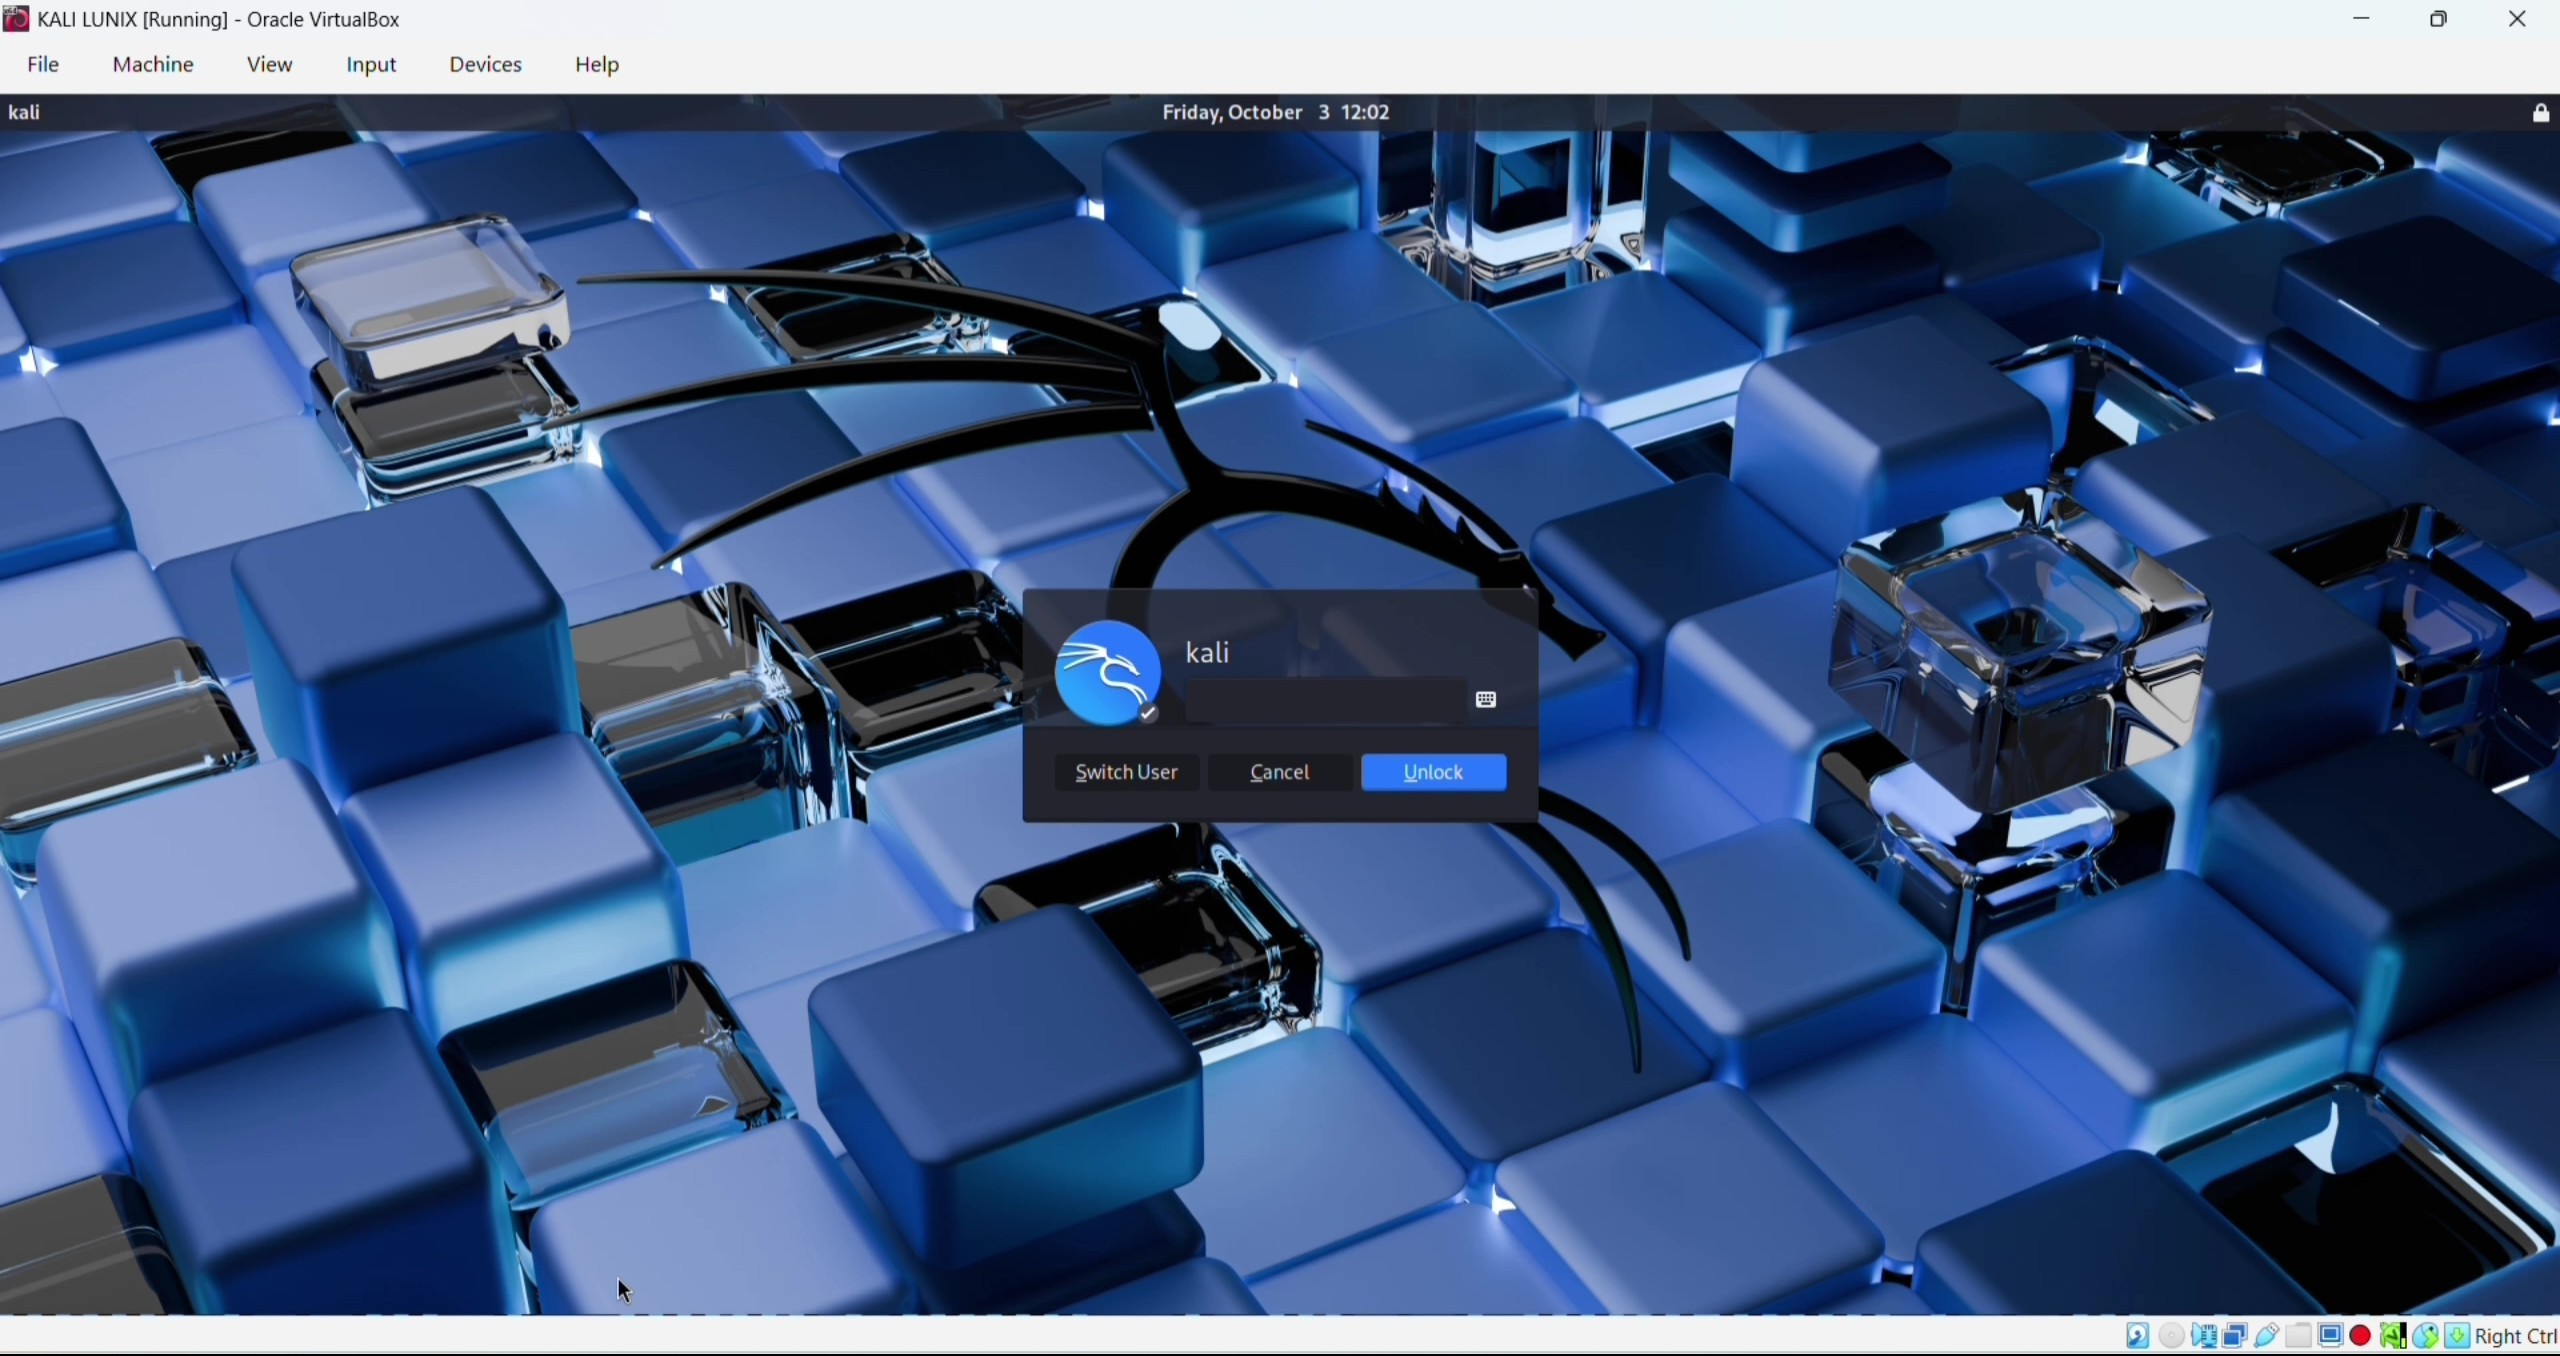 KALI LUNIX [Running] - Oracle VirtualBox
File Machine View Input Devices Help
kali Friday, October 3 12:02
kali
Switch User Cancel Unlock
Right Ctrl